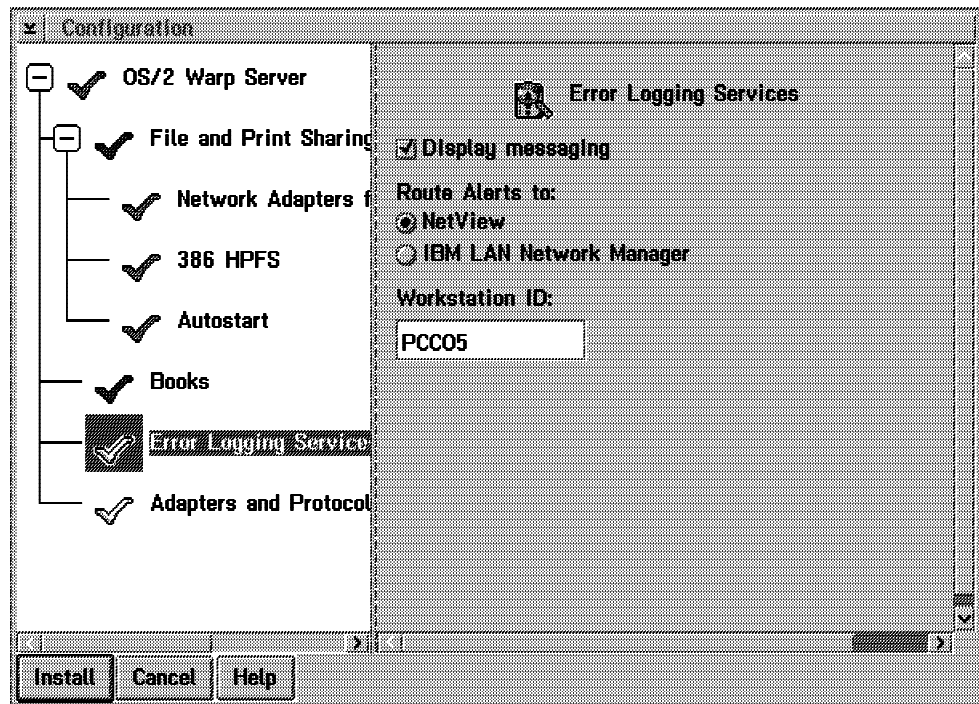 Configuration
OS/2 Warp Server
File and Print Sharing
Network Adapters f
386 HPFS
Autostart
Books
Error Logging Service
Adapters and Protocol
Error Logging Services
Display messaging
Route Alerts to:
NetView
IBM LAN Network Manager
Workstation ID:
PCCO5
Install
Cancel
Help